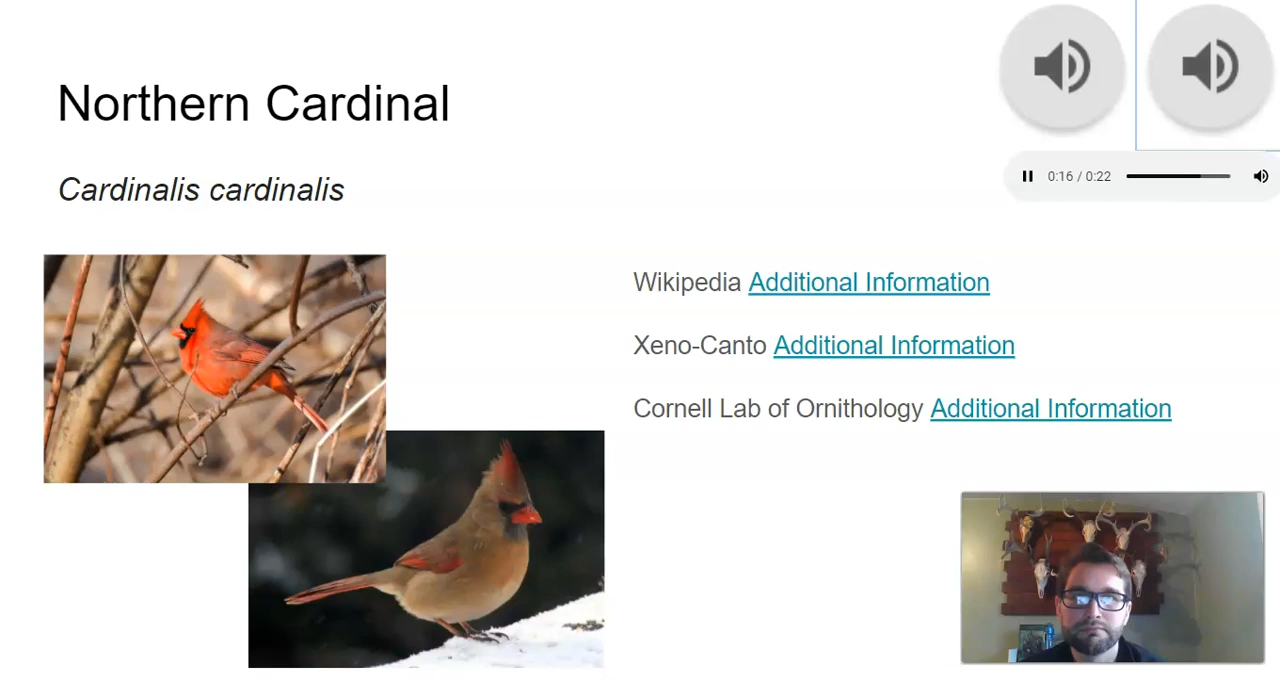 Northern Cardinal
Cardinalis cardinalis
0:16 / 0:22
Wikipedia Additional Information
Xeno-Canto Additional Information
Cornell Lab of Ornithology Additional Information